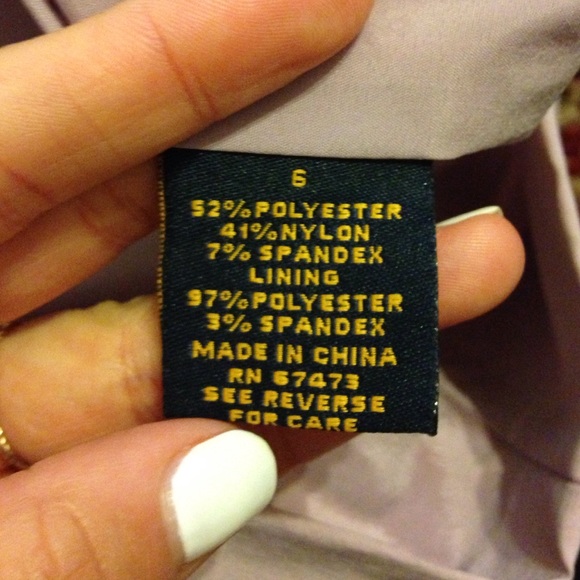 6
52% POLYESTER
41% NYLON
7% SPANDEX
LINING
97% POLYESTER
3% SPANDEX
MADE IN CHINA
RN 67473
SEE REVERSE
FOR CARE